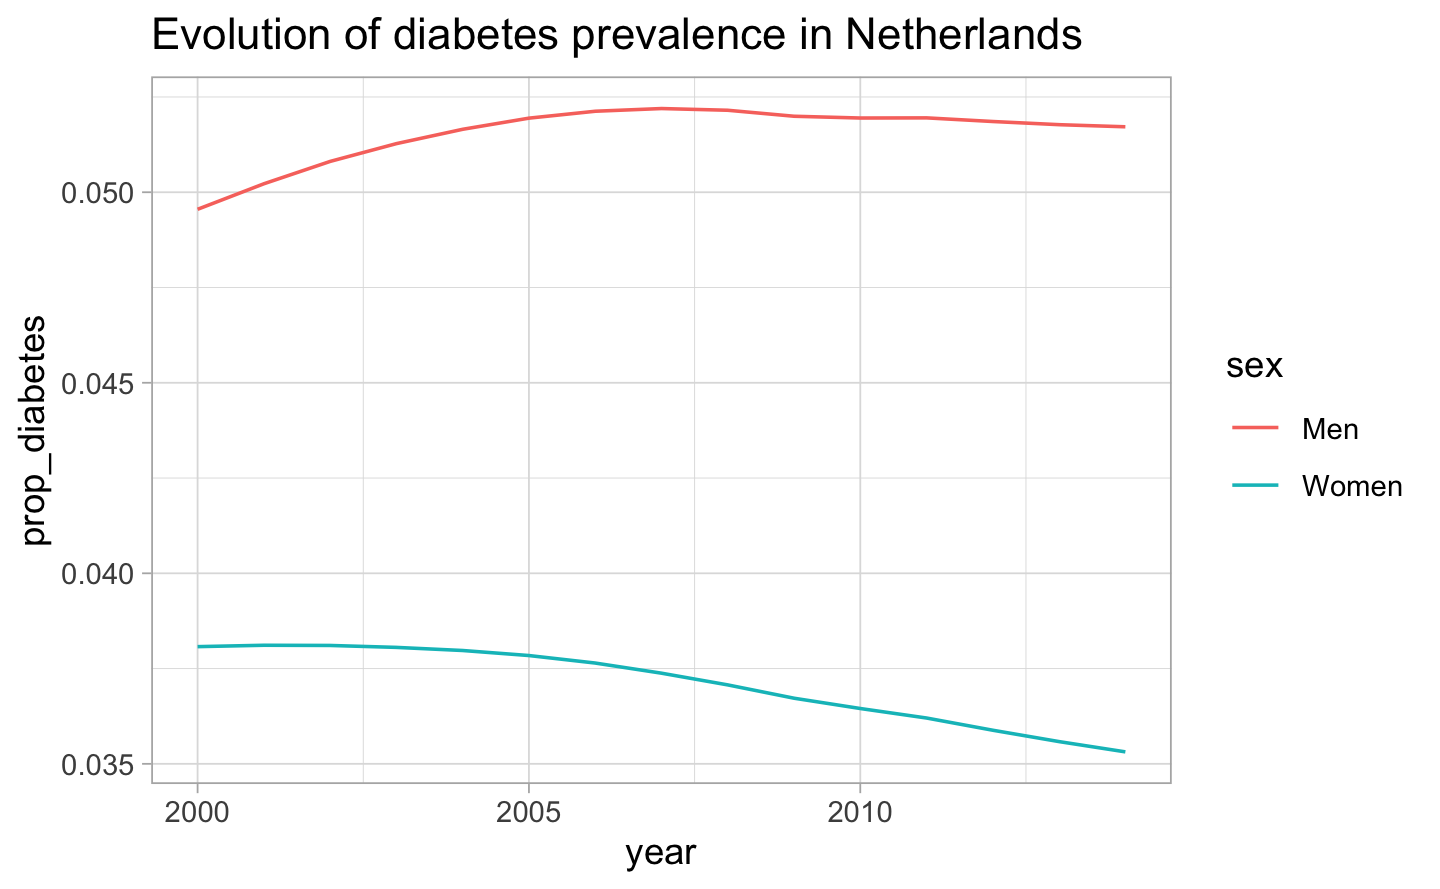 Evolution of diabetes prevalence in Netherlands
prop_diabetes
0.050
0.045
0.040
0.035
2000
2005
2010
year
sex
Men
Women